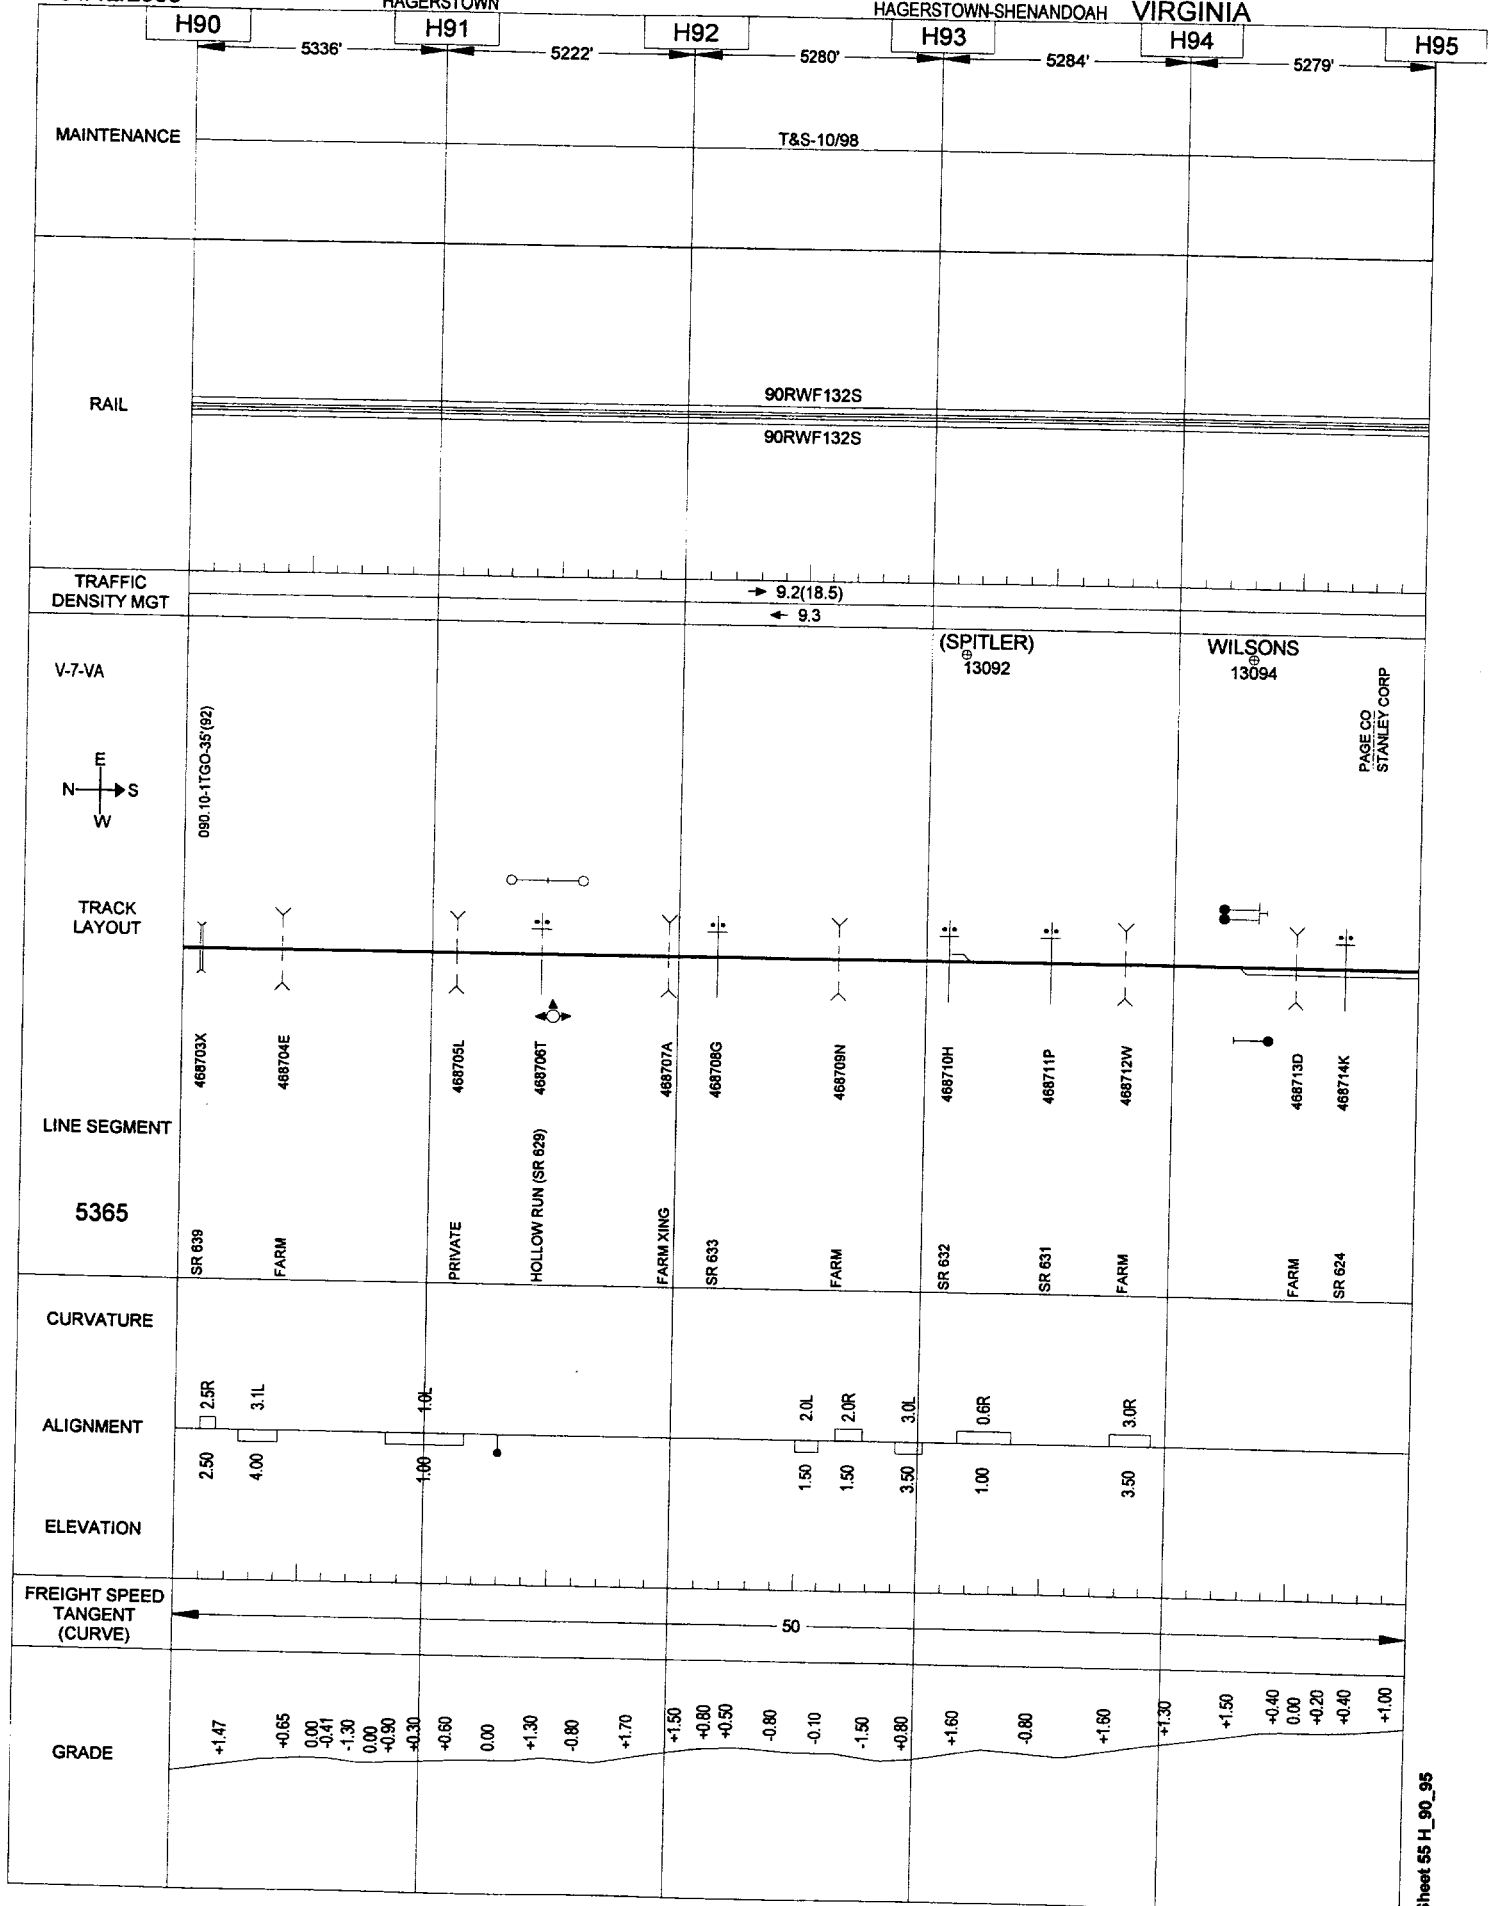 HAGERSTOWN
HAGERSTOWN-SHENANDOAH VIRGINIA
H90 H91 H92 H93 H94 H95
5336' 5222' 5280' 5284' 5279'
MAINTENANCE
T&S-10/98
RAIL
90RWF132S
90RWF132S
TRAFFIC
DENSITY MGT
→ 9.2(18.5)
← 9.3
V-7-VA
(SPITLER)
13092
WILSONS
13094
PAGE CO
STANLEY CORP
090.10-1TGO-35'(92)
E
N S
W
TRACK
LAYOUT
468703X 468704E 468705L 468706T 468707A 468708G 468709N 468710H 468711P 468712W 468713D 468714K
LINE SEGMENT
5365
SR 639 FARM PRIVATE HOLLOW RUN (SR 629) FARM XING SR 633 FARM SR 632 SR 631 FARM FARM SR 624
CURVATURE
2.5R 3.1L 1.0L 2.0L 2.0R 3.0L 0.6R 3.0R
ALIGNMENT
2.50 4.00 1.00 1.50 1.50 3.50 1.00 3.50
ELEVATION
FREIGHT SPEED
TANGENT
(CURVE)
50
GRADE
+1.47 +0.65 0.00 -0.41 -1.30 0.00 +0.90 +0.30 +0.60 0.00 +1.30 -0.80 +1.70 +1.50 +0.80 +0.50 -0.80 -0.10 -1.50 +0.80 +1.60 -0.80 +1.60 +1.30 +1.50 +0.40 0.00 +0.20 +0.40 +1.00
Sheet 55 H_90_95